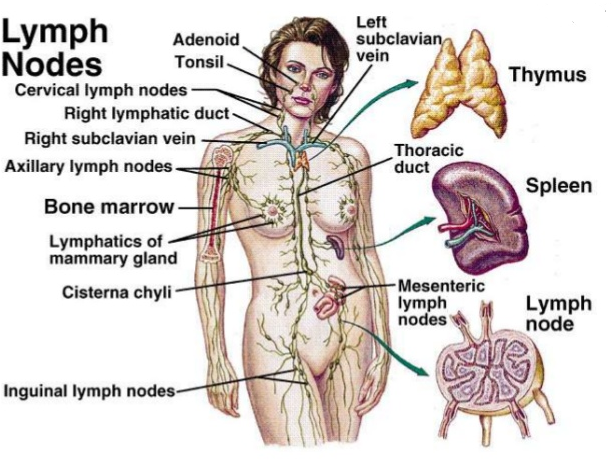 Lymph
Nodes
Adenoid
Tonsil
Cervical lymph nodes
Right lymphatic duct
Right subclavian vein
Axillary lymph nodes
Bone marrow
Lymphatics of
mammary gland
Cisterna chyli
Inguinal lymph nodes
Left
subclavian
vein
Thoracic
duct
Mesenteric
lymph
nodes
Thymus
Spleen
Lymph
node